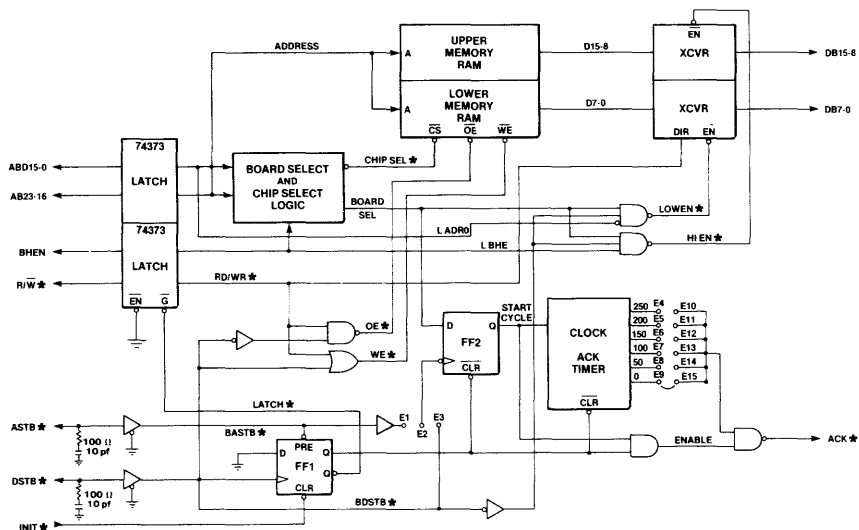 EN
UPPER
MEMORY
RAM
A
D15-8
XCVR
DB15-8
ADDRESS
LOWER
MEMORY
RAM
A
CS OE WE
D7-0
XCVR
DIR EN
DB7-0
74373
LATCH
ABD15-0
AB23-16
BOARD SELECT
AND
CHIP SELECT
LOGIC
CHIP SEL*
BOARD
SEL
LOWEN*
L ADR0
HI EN*
74373
LATCH
EN G
BHEN
R/W*
L BHE
RD/WR*
OE*
WE*
D Q
FF2
CLR
START
CYCLE
CLOCK
ACK
TIMER
CLR
250 E4 E10
200 E5 E11
150 E6 E12
100 E7 E13
50 E8 E14
0 E9 E15
LATCH*
ASTB*
100 Ω
10 pf
BASTB*
E1
E2
E3
PRE
D Q
FF1
Q
CLR
ENABLE
ACK*
DSTB*
100 Ω
10 pf
BDSTB*
INIT*